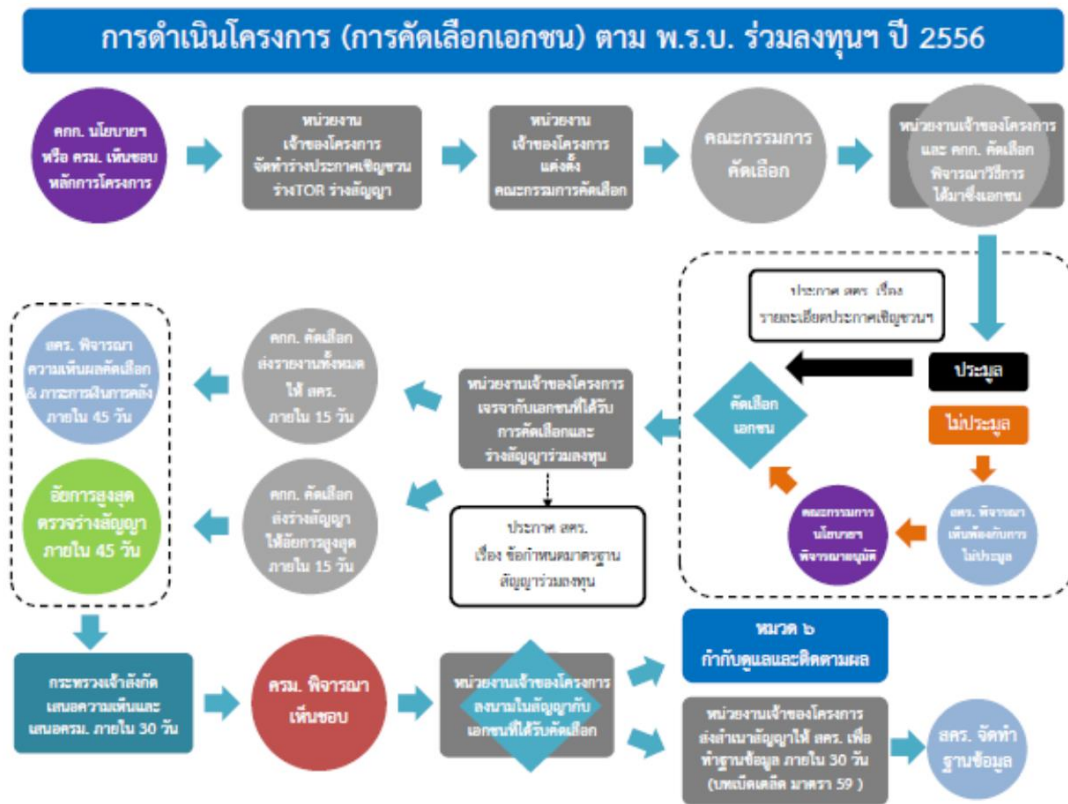 การดำเนินโครงการ (การคัดเลือกเอกชน) ตาม พ.ร.บ. ร่วมลงทุนฯ ปี 2556
คกก. นโยบายฯ
หรือ ครม. เห็นชอบ
หลักการโครงการ
หน่วยงาน
เจ้าของโครงการ
จัดทำร่างประกาศเชิญชวน
ร่างTOR ร่างสัญญา
หน่วยงาน
เจ้าของโครงการ
แต่งตั้ง
คณะกรรมการคัดเลือก
คณะกรรมการ
คัดเลือก
หน่วยงานเจ้าของโครงการ
และ คกก. คัดเลือก
พิจารณาวิธีการ
ได้มาซึ่งเอกชน
ประกาศ สคร. เรื่อง
รายละเอียดประกาศเชิญชวนฯ
ประมูล
ไม่ประมูล
สคร. พิจารณา
เห็นพ้องกับการ
ไม่ประมูล
คณะกรรมการ
นโยบายฯ
พิจารณาอนุมัติ
คัดเลือก
เอกชน
หน่วยงานเจ้าของโครงการ
เจรจากับเอกชนที่ได้รับ
การคัดเลือกและ
ร่างสัญญาร่วมลงทุน
ประกาศ สคร.
เรื่อง ข้อกำหนดมาตรฐาน
สัญญาร่วมลงทุน
คกก. คัดเลือก
ส่งรายงานทั้งหมด
ให้ สคร.
ภายใน 15 วัน
สคร. พิจารณา
ความเห็นผลคัดเลือก
& ภาระการเงินการคลัง
ภายใน 45 วัน
คกก. คัดเลือก
ส่งร่างสัญญา
ให้อัยการสูงสุด
ภายใน 15 วัน
อัยการสูงสุด
ตรวจร่างสัญญา
ภายใน 45 วัน
กระทรวงเจ้าสังกัด
เสนอความเห็นและ
เสนอครม. ภายใน 30 วัน
ครม. พิจารณา
เห็นชอบ
หน่วยงานเจ้าของโครงการ
ลงนามในสัญญากับ
เอกชนที่ได้รับคัดเลือก
หมวด ๖
กำกับดูแลและติดตามผล
หน่วยงานเจ้าของโครงการ
ส่งสำเนาสัญญาให้ สคร. เพื่อ
ทำฐานข้อมูล ภายใน 30 วัน
(บทเบ็ดเตล็ด มาตรา 59 )
สคร. จัดทำ
ฐานข้อมูล